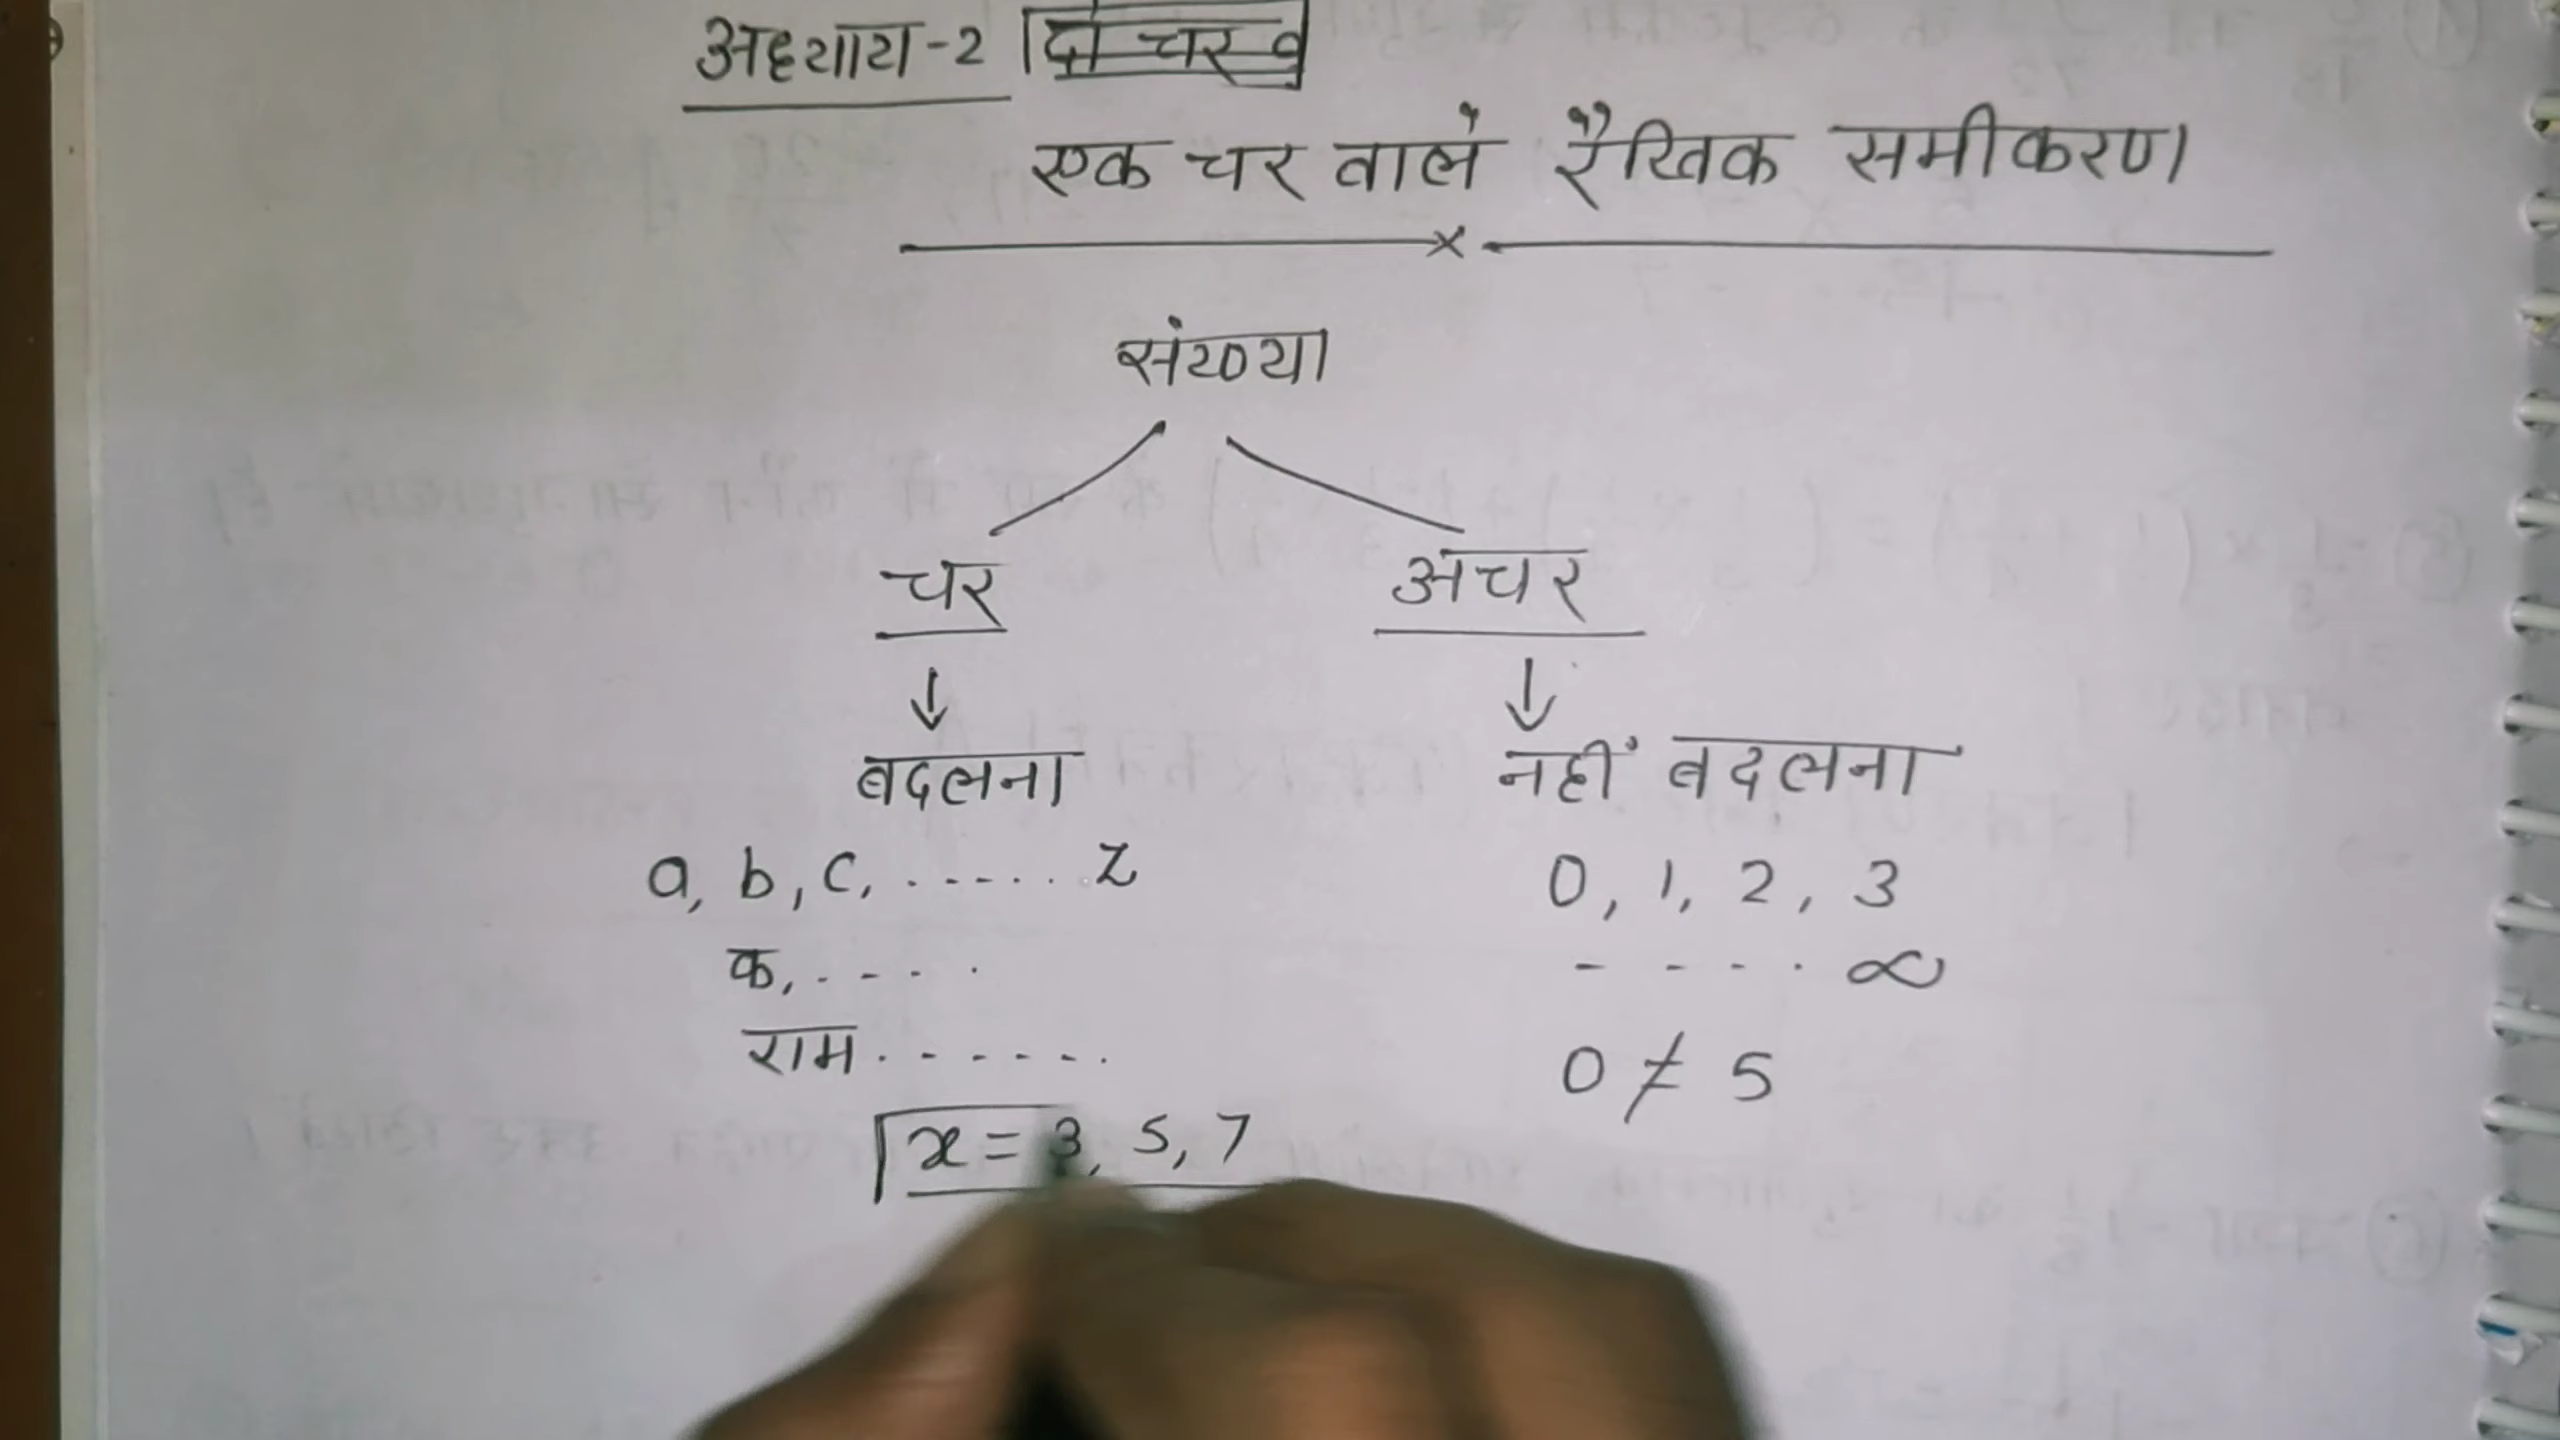 अध्याय-2 दो चर व
एक चर वाले रैखिक समीकरण
संख्या
चर अचर
बदलना नहीं बदलना
a, b, c, ..... z 0, 1, 2, 3
क, .... - - - . . ∞
राम ...... 0 ≠ 5
x = 3, 5, 7